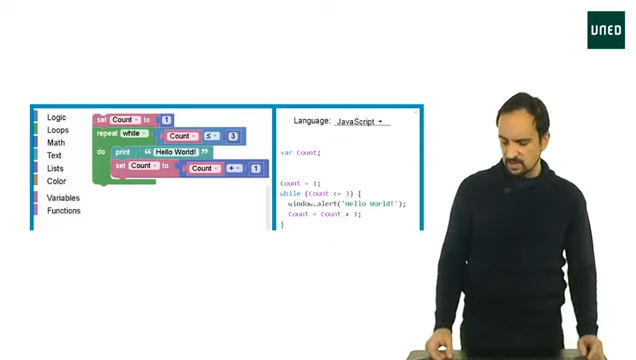 UNED
Logic
Loops
Math
Text
Lists
Color
Variables
Functions
set Count to 1
repeat while Count ≤ 3
do print “ Hello World! ”
set Count to Count + 1
Language: JavaScript
var Count;
Count = 1;
while (Count <= 3) {
window.alert('Hello World!');
Count = Count + 1;
}